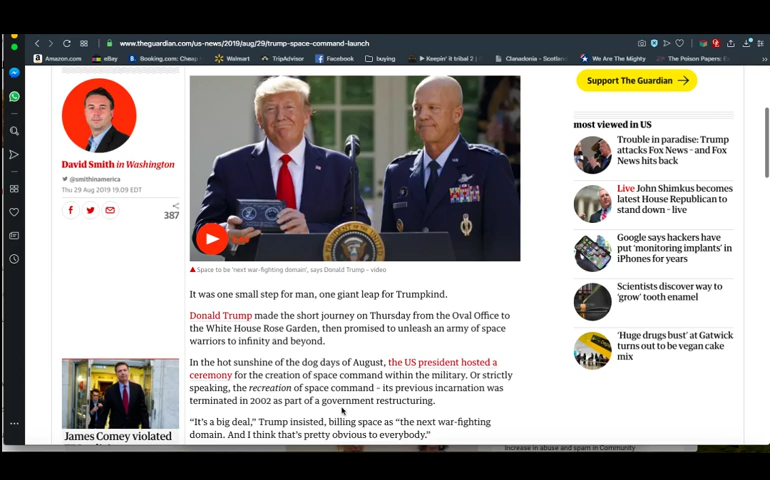 www.theguardian.com/us-news/2019/aug/29/trump-space-command-launch
Amazon.com
eBay
Booking.com: Cheap
Walmart
TripAdvisor
Facebook
buying
Keepin' it tribal 2
Clanadonia - Scotlan
We Are The Mighty
The Poison Papers: E
David Smith in Washington
@smithinamerica
Thu 29 Aug 2019 19.09 EDT
387
Space to be 'next war-fighting domain', says Donald Trump – video
It was one small step for man, one giant leap for Trumpkind.
Donald Trump made the short journey on Thursday from the Oval Office to
the White House Rose Garden, then promised to unleash an army of space
warriors to infinity and beyond.
In the hot sunshine of the dog days of August, the US president hosted a
ceremony for the creation of space command within the military. Or strictly
speaking, the recreation of space command – its previous incarnation was
terminated in 2002 as part of a government restructuring.
"It's a big deal," Trump insisted, billing space as "the next war-fighting
domain. And I think that's pretty obvious to everybody."
James Comey violated
Support The Guardian
most viewed in US
Trouble in paradise: Trump
attacks Fox News – and Fox
News hits back
Live John Shimkus becomes
latest House Republican to
stand down – live
Google says hackers have
put 'monitoring implants' in
iPhones for years
Scientists discover way to
'grow' tooth enamel
'Huge drugs bust' at Gatwick
turns out to be vegan cake
mix
Increase in abuse and spam in Community